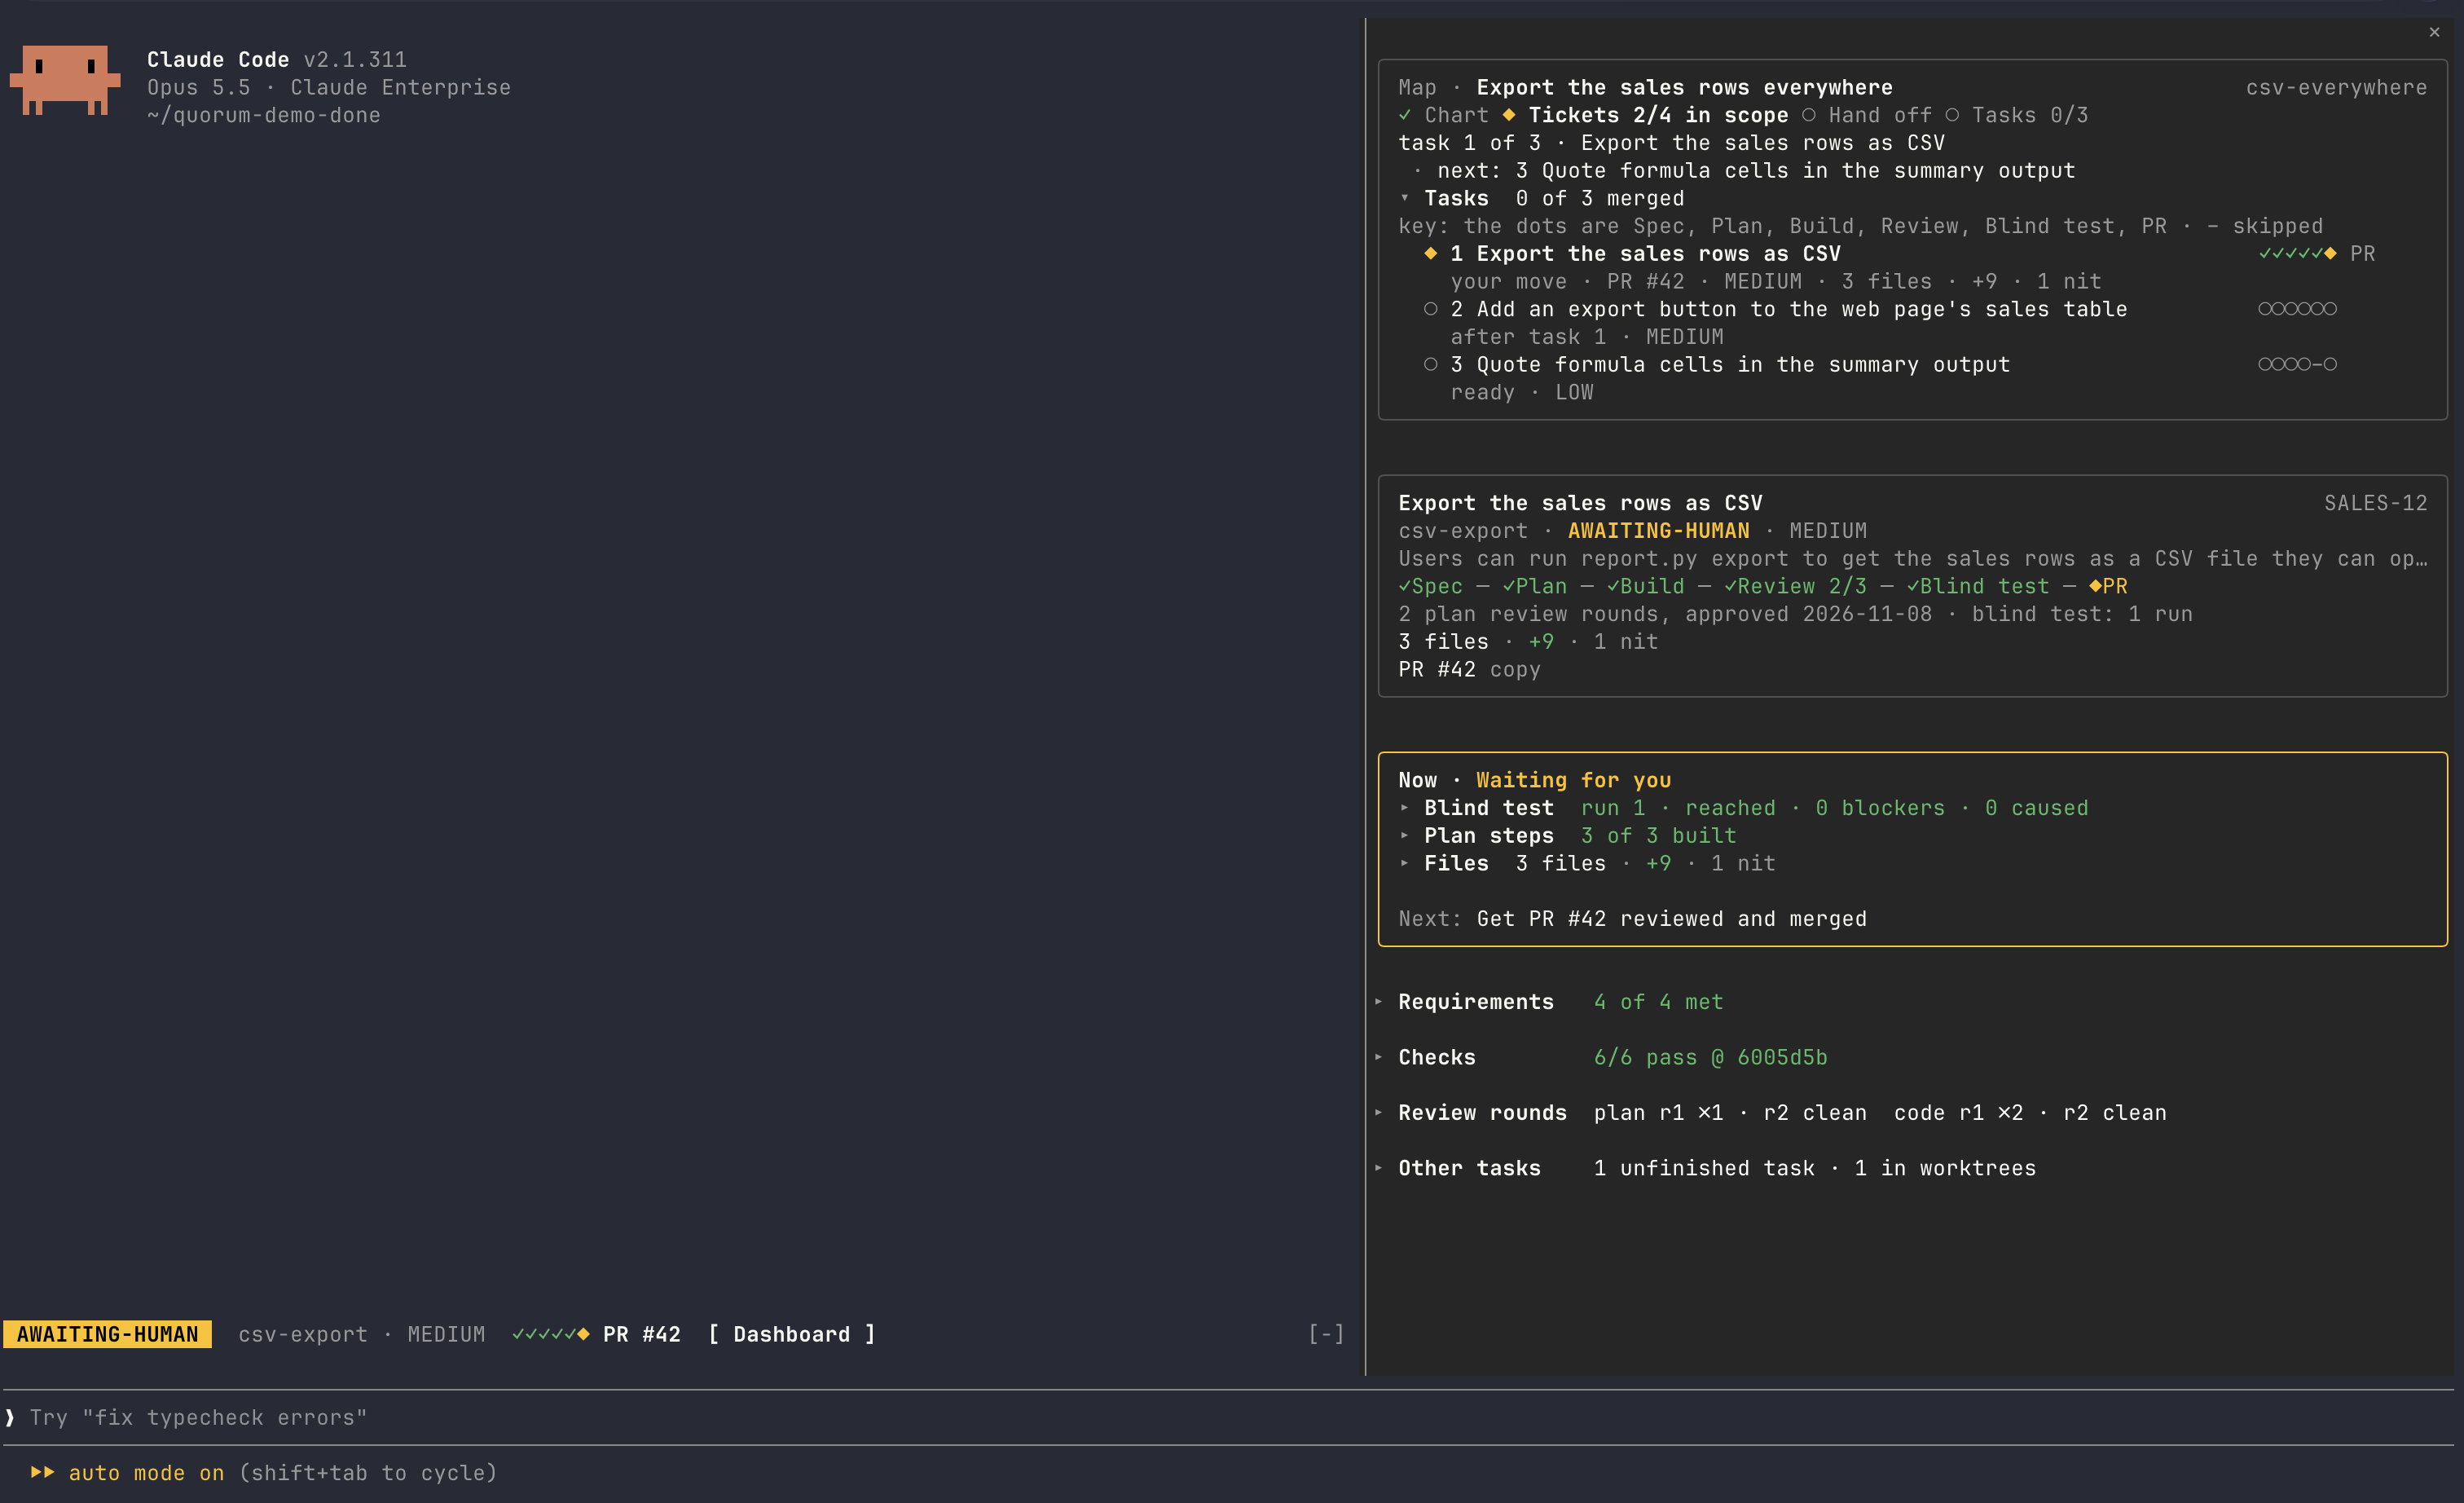 Claude Code v2.1.311
Opus 5.5 · Claude Enterprise
~/quorum-demo-done
×
Map · Export the sales rows everywhere csv-everywhere
✓ Chart ◆ Tickets 2/4 in scope ○ Hand off ○ Tasks 0/3
task 1 of 3 · Export the sales rows as CSV
· next: 3 Quote formula cells in the summary output
▾ Tasks 0 of 3 merged
key: the dots are Spec, Plan, Build, Review, Blind test, PR · – skipped
◆ 1 Export the sales rows as CSV ✓✓✓✓✓◆ PR
your move · PR #42 · MEDIUM · 3 files · +9 · 1 nit
○ 2 Add an export button to the web page's sales table ○○○○○○
after task 1 · MEDIUM
○ 3 Quote formula cells in the summary output ○○○○–○
ready · LOW
Export the sales rows as CSV SALES-12
csv-export · AWAITING-HUMAN · MEDIUM
Users can run report.py export to get the sales rows as a CSV file they can op…
✓Spec — ✓Plan — ✓Build — ✓Review 2/3 — ✓Blind test — ◆PR
2 plan review rounds, approved 2026-11-08 · blind test: 1 run
3 files · +9 · 1 nit
PR #42 copy
Now · Waiting for you
▸ Blind test run 1 · reached · 0 blockers · 0 caused
▸ Plan steps 3 of 3 built
▸ Files 3 files · +9 · 1 nit
Next: Get PR #42 reviewed and merged
▸ Requirements 4 of 4 met
▸ Checks 6/6 pass @ 6005d5b
▸ Review rounds plan r1 ×1 · r2 clean code r1 ×2 · r2 clean
▸ Other tasks 1 unfinished task · 1 in worktrees
AWAITING-HUMAN csv-export · MEDIUM ✓✓✓✓✓◆ PR #42 [ Dashboard ] [-]
❯ Try "fix typecheck errors"
⏵⏵ auto mode on (shift+tab to cycle)